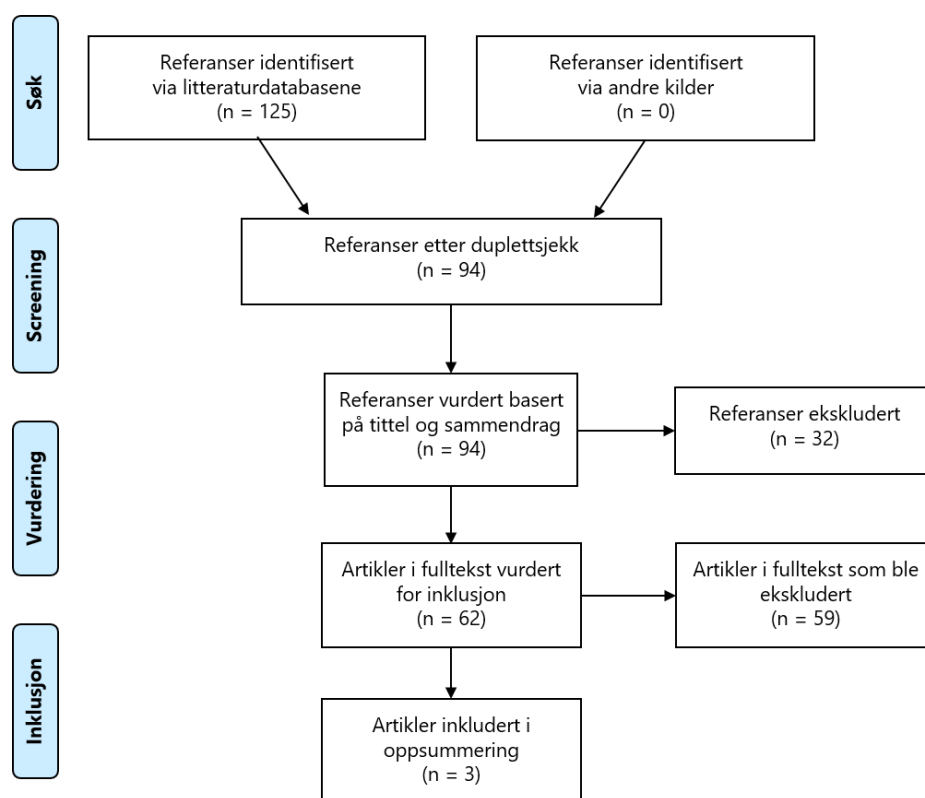 Søk
Referanser identifisert
via litteraturdatabasene
(n = 125)
Referanser identifisert
via andre kilder
(n = 0)
Screening
Referanser etter duplettsjekk
(n = 94)
Referanser vurdert basert
på tittel og sammendrag
(n = 94)
Referanser ekskludert
(n = 32)
Vurdering
Artikler i fulltekst vurdert
for inklusjon
(n = 62)
Artikler i fulltekst som ble
ekskludert
(n = 59)
Inklusjon
Artikler inkludert i
oppsummering
(n = 3)